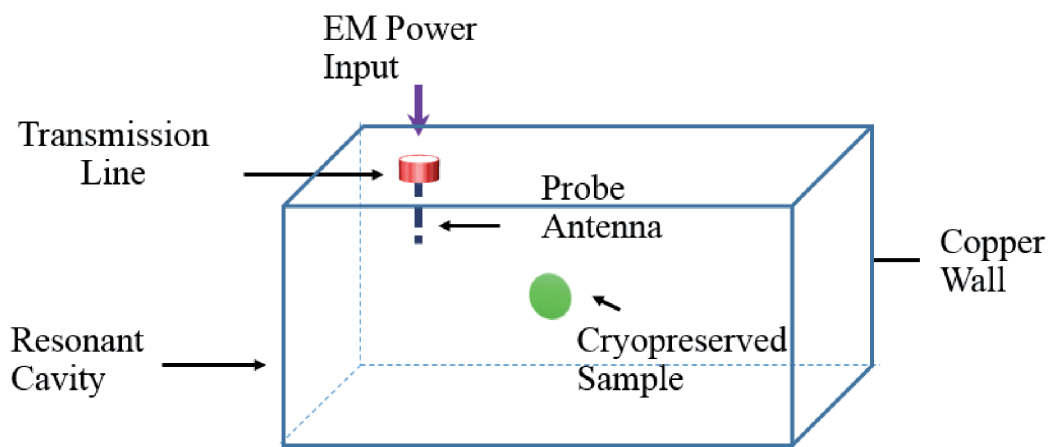 EM Power
Input
Transmission
Line
Probe
Antenna
Copper
Wall
Resonant
Cavity
Cryopreserved
Sample